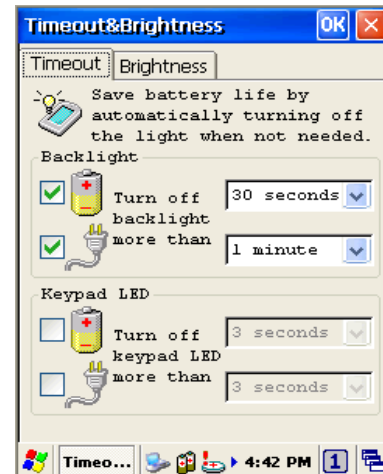 Timeout&Brightness OK
Timeout Brightness
Save battery life by
automatically turning off
the light when not needed.
Backlight
Turn off
backlight
more than
30 seconds
1 minute
Keypad LED
Turn off
keypad LED
more than
3 seconds
3 seconds
Timeo... 4:42 PM 1